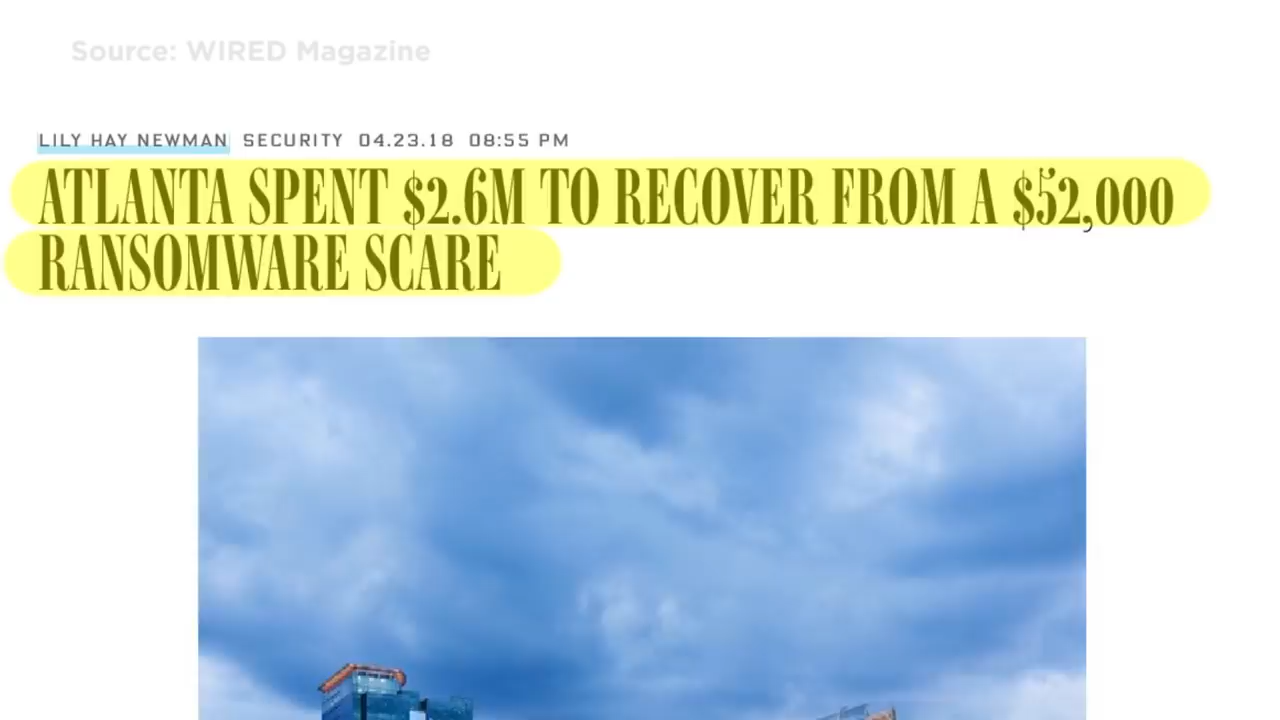 Source: WIRED Magazine
LILY HAY NEWMAN SECURITY 04.23.18 08:55 PM
ATLANTA SPENT $2.6M TO RECOVER FROM A $52,000
RANSOMWARE SCARE